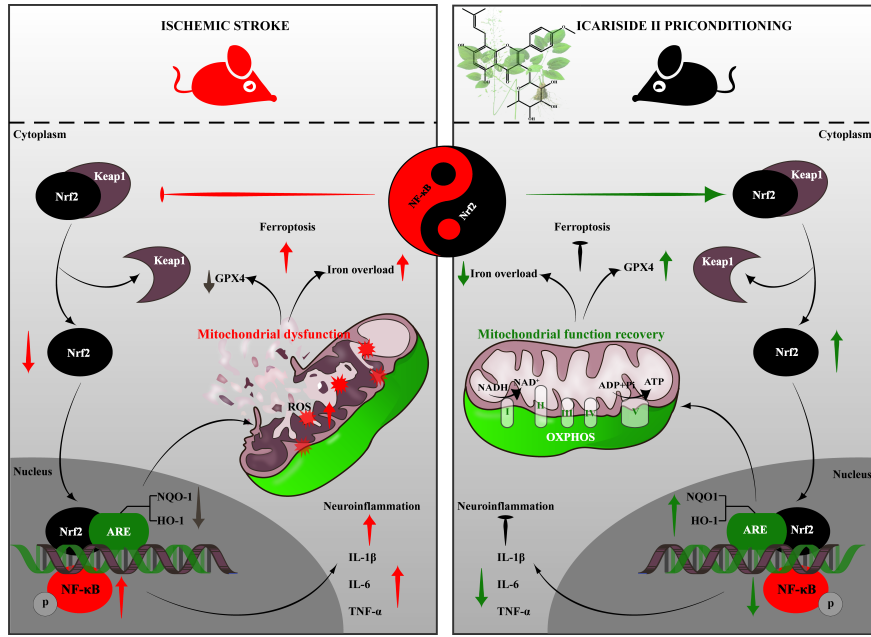 ISCHEMIC STROKE
Cytoplasm
Keap1
Nrf2
Keap1
Nrf2
Ferroptosis
GPX4
Iron overload
Mitochondrial dysfunction
ROS
Nucleus
NQO-1
HO-1
Nrf2
ARE
NF-κB
P
Neuroinflammation
IL-1β
IL-6
TNF-α
NF-κB
Nrf2
ICARISIDE II PRICONDITIONING
Cytoplasm
Keap1
Nrf2
Keap1
Nrf2
Ferroptosis
Iron overload
GPX4
Mitochondrial function recovery
NADH
NAD+
ADP+Pi
ATP
I
II
III
IV
V
OXPHOS
Nucleus
NQO1
HO-1
ARE
Nrf2
NF-κB
P
Neuroinflammation
IL-1β
IL-6
TNF-α